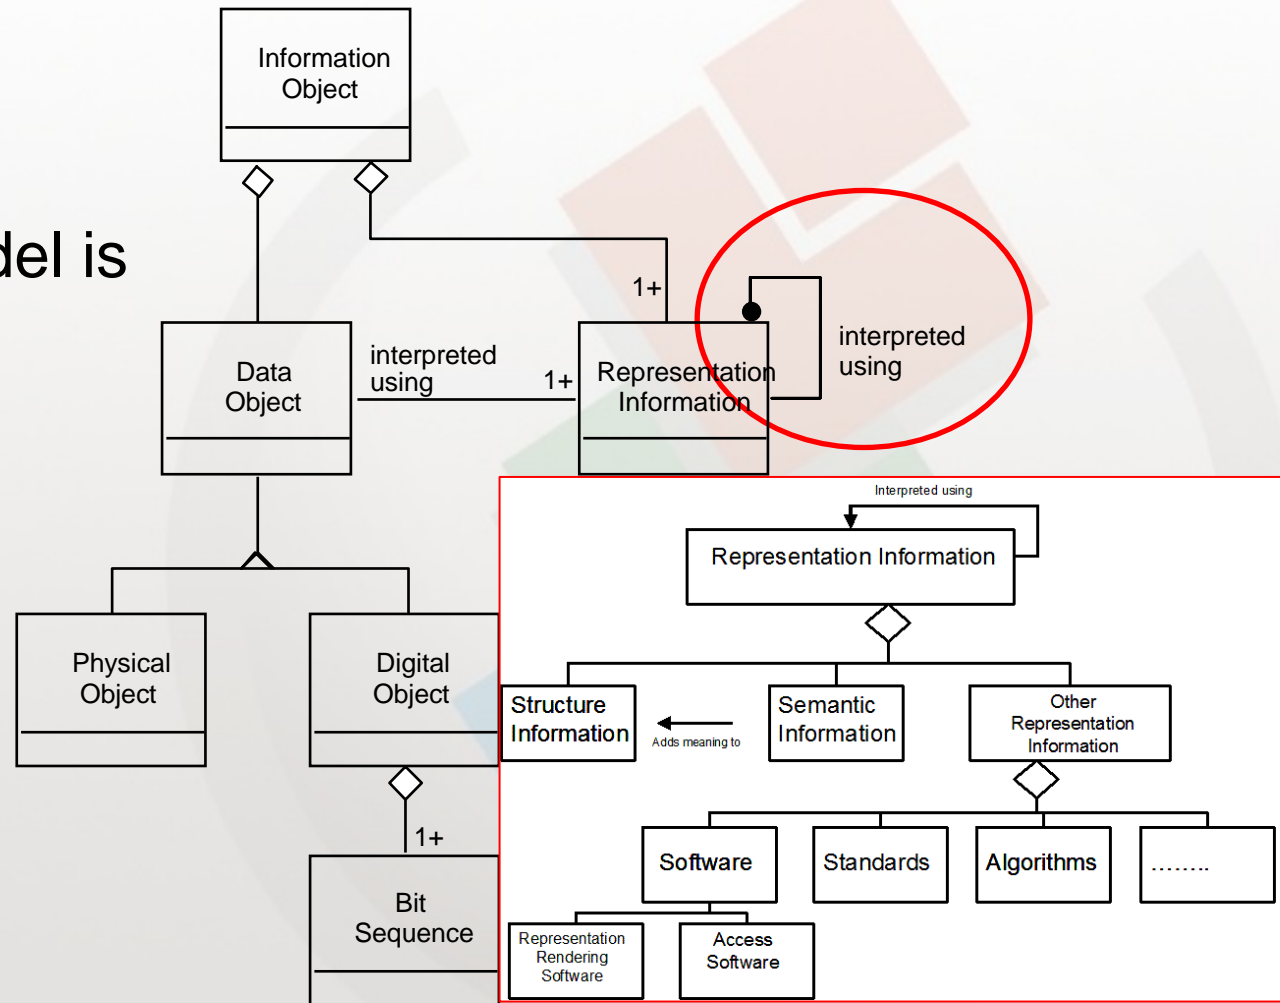 Information
Object
del is
1+
interpreted
using
Data
Object
interpreted
using
1+
Representation
Information
Physical
Object
Digital
Object
1+
Bit
Sequence
Interpreted using
Representation Information
Structure
Information
Adds meaning to
Semantic
Information
Other
Representation
Information
Software
Standards
Algorithms
........
Representation
Rendering
Software
Access
Software